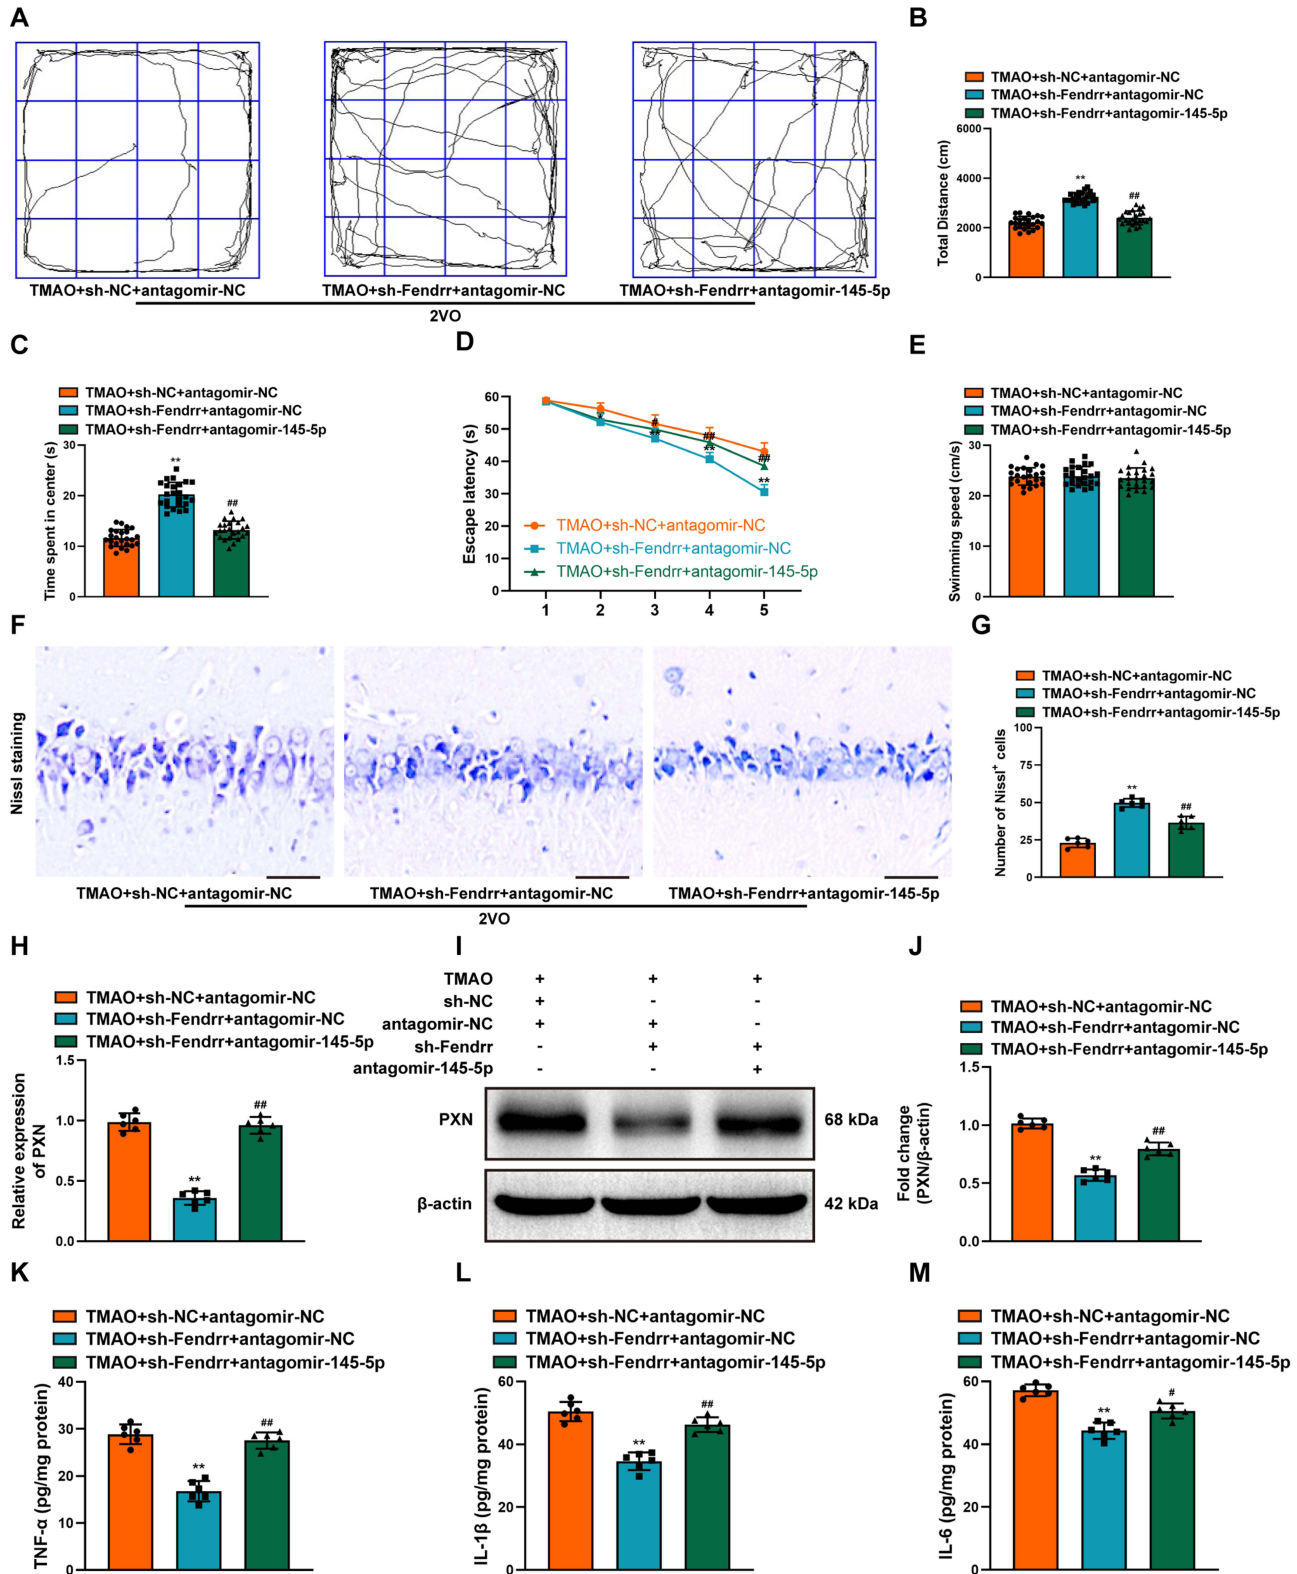 A
TMAO+sh-NC+antagomir-NC
TMAO+sh-Fendrr+antagomir-NC
TMAO+sh-Fendrr+antagomir-145-5p
2VO
B
TMAO+sh-NC+antagomir-NC
TMAO+sh-Fendrr+antagomir-NC
TMAO+sh-Fendrr+antagomir-145-5p
Total Distance (cm)
6000
4000
2000
0
**
##
C
TMAO+sh-NC+antagomir-NC
TMAO+sh-Fendrr+antagomir-NC
TMAO+sh-Fendrr+antagomir-145-5p
Time spent in center (s)
30
20
10
0
**
##
D
Escape latency (s)
60
50
40
30
20
10
0
*
#
**
##
**
##
**
TMAO+sh-NC+antagomir-NC
TMAO+sh-Fendrr+antagomir-NC
TMAO+sh-Fendrr+antagomir-145-5p
1 2 3 4 5
E
TMAO+sh-NC+antagomir-NC
TMAO+sh-Fendrr+antagomir-NC
TMAO+sh-Fendrr+antagomir-145-5p
Swimming speed (cm/s)
30
20
10
0
F
Nissl staining
TMAO+sh-NC+antagomir-NC
TMAO+sh-Fendrr+antagomir-NC
TMAO+sh-Fendrr+antagomir-145-5p
2VO
G
TMAO+sh-NC+antagomir-NC
TMAO+sh-Fendrr+antagomir-NC
TMAO+sh-Fendrr+antagomir-145-5p
Number of Nissl⁺ cells
100
75
50
25
0
**
##
H
TMAO+sh-NC+antagomir-NC
TMAO+sh-Fendrr+antagomir-NC
TMAO+sh-Fendrr+antagomir-145-5p
Relative expression
of PXN
1.5
1.0
0.5
0.0
**
##
I
TMAO + + +
sh-NC + - -
antagomir-NC + + -
sh-Fendrr - + +
antagomir-145-5p - - +
PXN 68 kDa
β-actin 42 kDa
J
TMAO+sh-NC+antagomir-NC
TMAO+sh-Fendrr+antagomir-NC
TMAO+sh-Fendrr+antagomir-145-5p
Fold change
(PXN/β-actin)
1.5
1.0
0.5
0.0
**
##
K
TMAO+sh-NC+antagomir-NC
TMAO+sh-Fendrr+antagomir-NC
TMAO+sh-Fendrr+antagomir-145-5p
TNF-α (pg/mg protein)
40
30
20
10
0
**
##
L
TMAO+sh-NC+antagomir-NC
TMAO+sh-Fendrr+antagomir-NC
TMAO+sh-Fendrr+antagomir-145-5p
IL-1β (pg/mg protein)
60
40
20
0
**
##
M
TMAO+sh-NC+antagomir-NC
TMAO+sh-Fendrr+antagomir-NC
TMAO+sh-Fendrr+antagomir-145-5p
IL-6 (pg/mg protein)
60
40
20
0
**
#